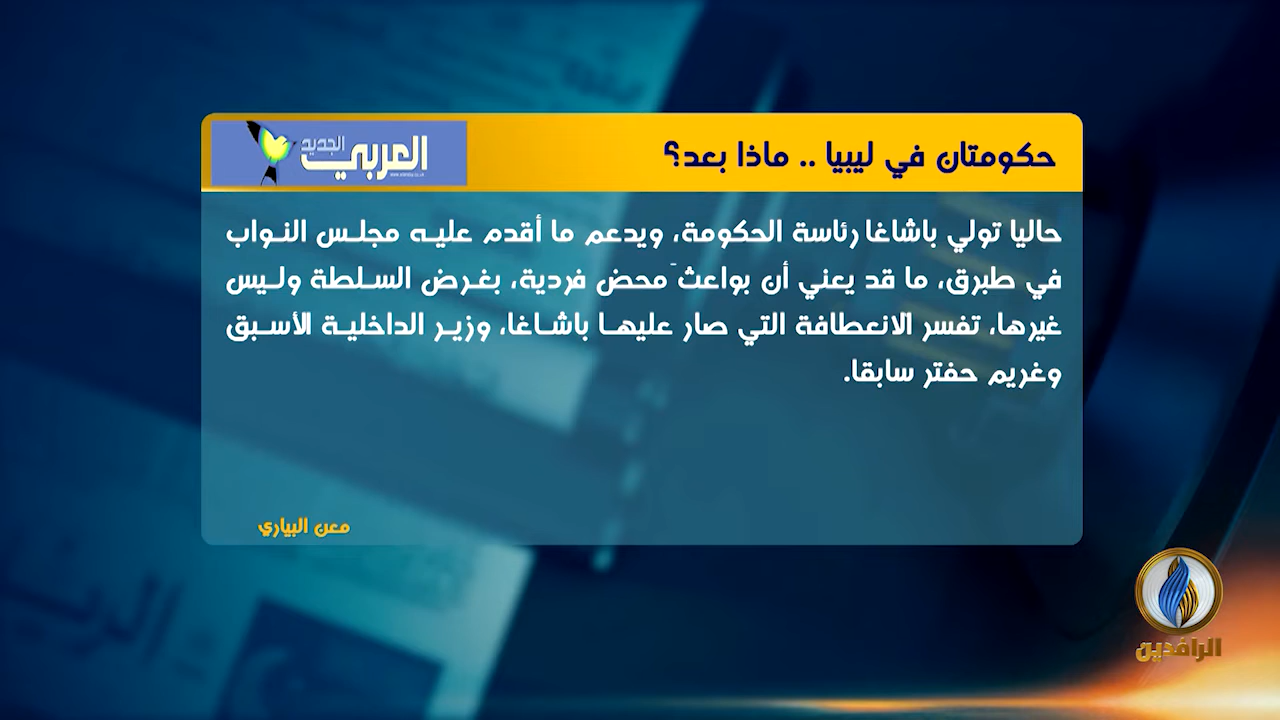 حكومتان في ليبيا .. ماذا بعد؟
العربي الجديد
حاليا تولي باشاغا رئاسة الحكومة، ويدعم ما أقدم عليه مجلس النواب
في طبرق، ما قد يعني أن بواعثَ محض فردية، بغرض السلطة وليس
غيرها، تفسر الانعطافة التي صار عليها باشاغا، وزير الداخلية الأسبق
وغريم حفتر سابقا.
معن البياري
الرافدين